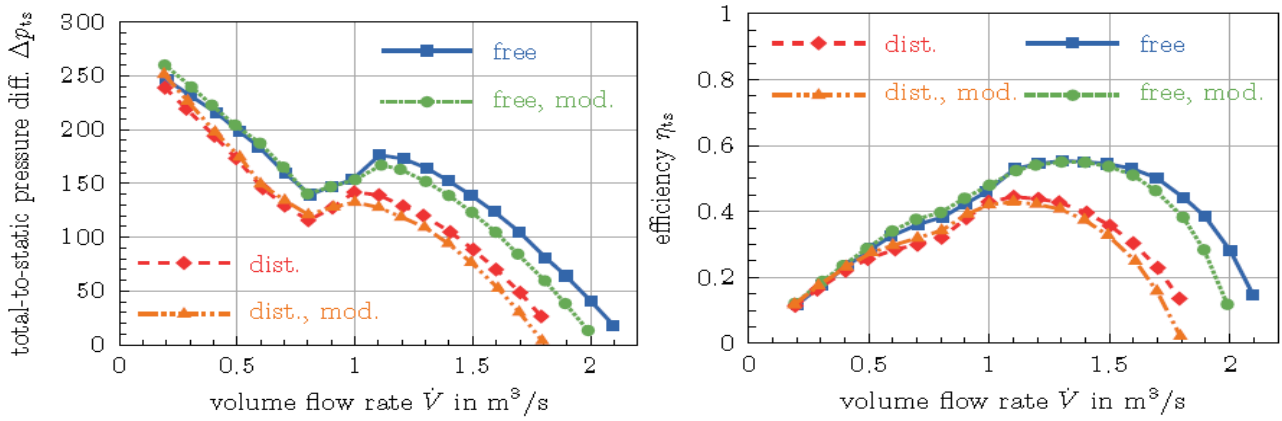 total-to-static pressure diff. Δp_ts
300
250
200
150
100
50
0
0
0.5
1
1.5
2
volume flow rate V̇ in m³/s
free
free, mod.
dist.
dist., mod.
efficiency η_ts
1
0.8
0.6
0.4
0.2
0
0
0.5
1
1.5
2
volume flow rate V̇ in m³/s
dist.
free
dist., mod.
free, mod.